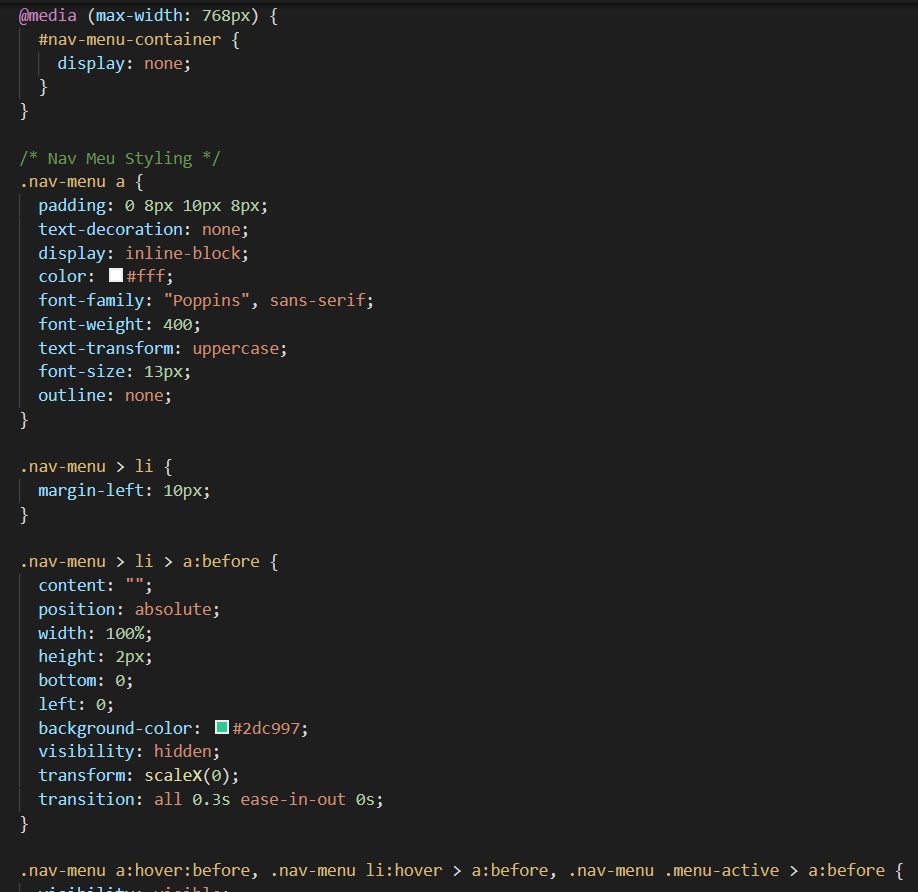 @media (max-width: 768px) {
#nav-menu-container {
display: none;
}
}
/* Nav Meu Styling */
.nav-menu a {
padding: 0 8px 10px 8px;
text-decoration: none;
display: inline-block;
color: #fff;
font-family: "Poppins", sans-serif;
font-weight: 400;
text-transform: uppercase;
font-size: 13px;
outline: none;
}
.nav-menu > li {
margin-left: 10px;
}
.nav-menu > li > a:before {
content: "";
position: absolute;
width: 100%;
height: 2px;
bottom: 0;
left: 0;
background-color: #2dc997;
visibility: hidden;
transform: scaleX(0);
transition: all 0.3s ease-in-out 0s;
}
.nav-menu a:hover:before, .nav-menu li:hover > a:before, .nav-menu .menu-active > a:before {
visibility: visible;